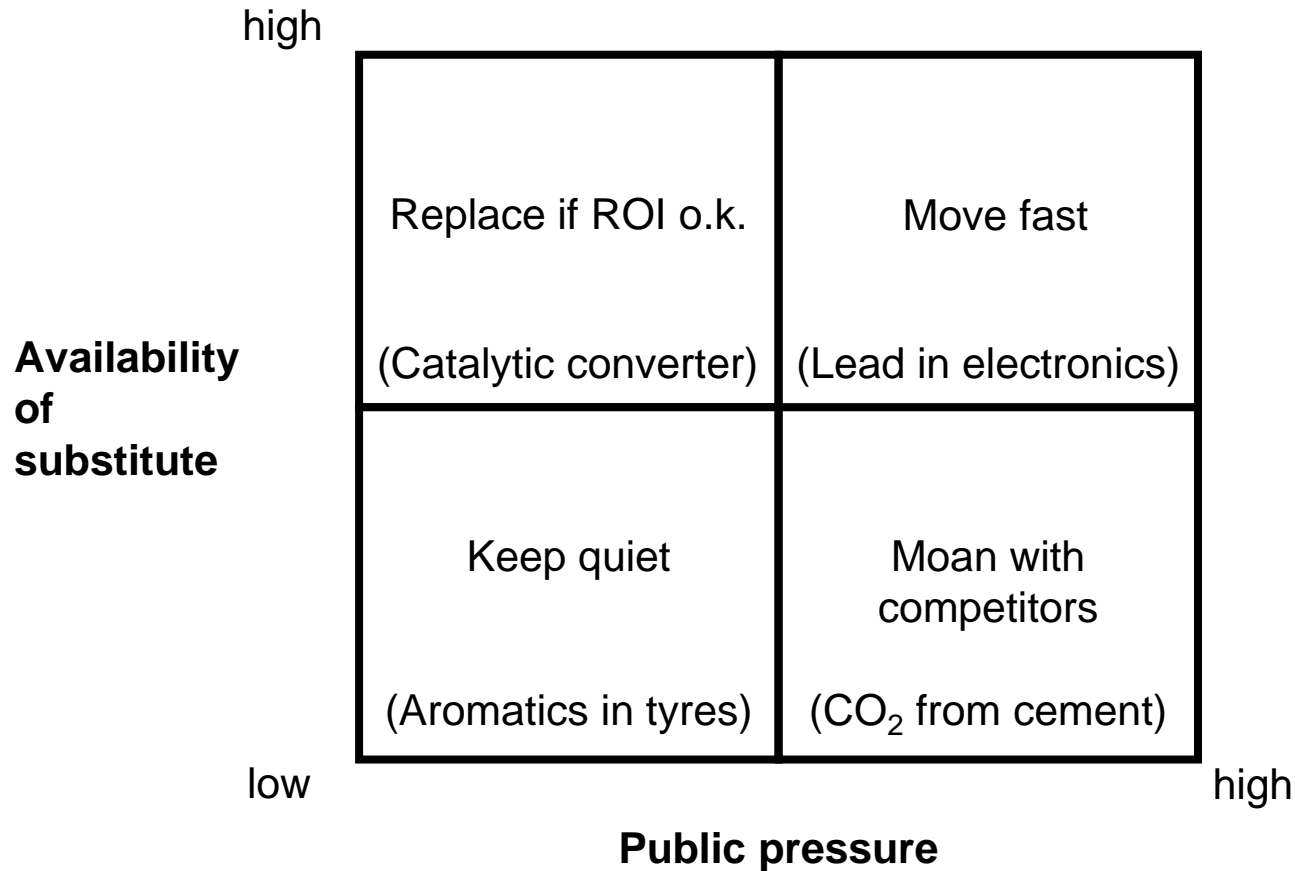 high
Replace if ROI o.k.
Move fast
(Catalytic converter)
(Lead in electronics)
Availability
of
substitute
Keep quiet
Moan with
competitors
(Aromatics in tyres)
(CO₂ from cement)
low
high
Public pressure